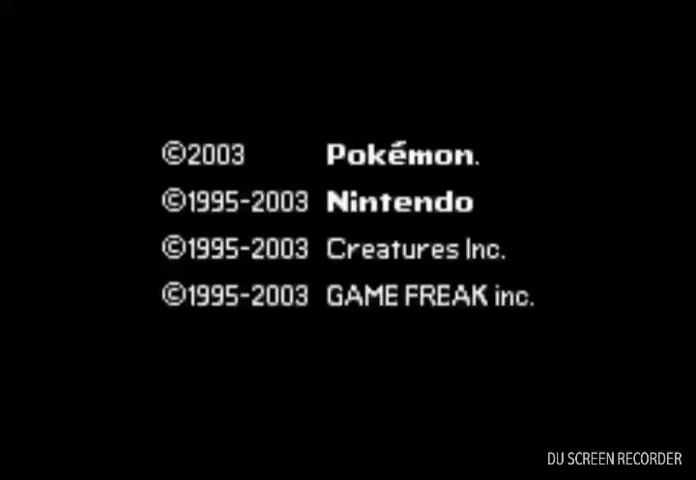 ©2003 Pokémon.
©1995-2003 Nintendo
©1995-2003 Creatures Inc.
©1995-2003 GAME FREAK inc.
DU SCREEN RECORDER